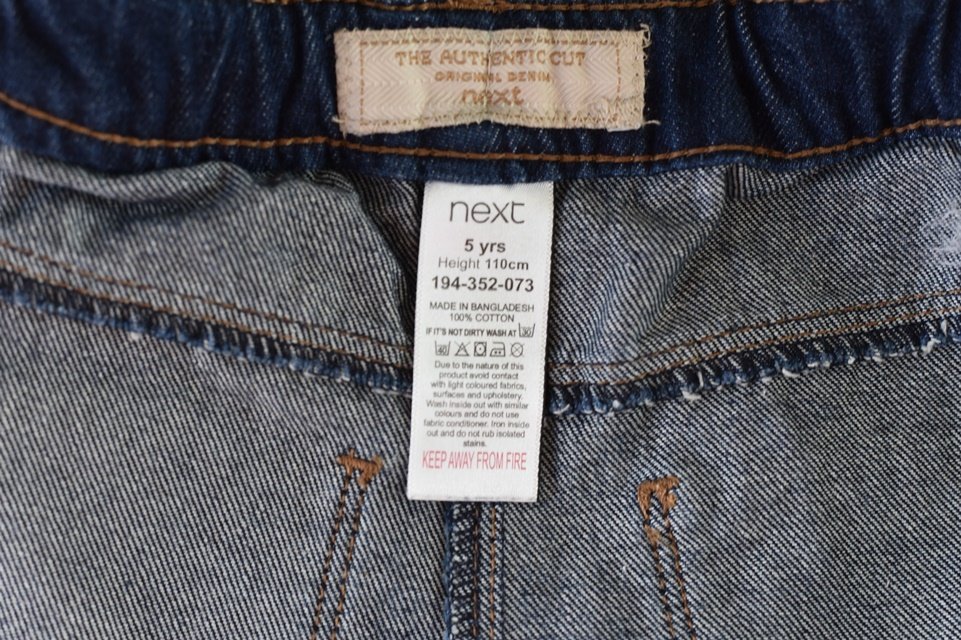 THE AUTHENTIC CUT
ORIGINAL DENIM
next
next
5 yrs
Height 110cm
194-352-073
MADE IN BANGLADESH
100% COTTON
IF IT'S NOT DIRTY WASH AT 30
40
Due to the nature of this
product avoid contact
with light coloured fabrics,
surfaces and upholstery.
Wash inside out with similar
colours and do not use
fabric conditioner. Iron inside
out and do not rub isolated
stains.
KEEP AWAY FROM FIRE